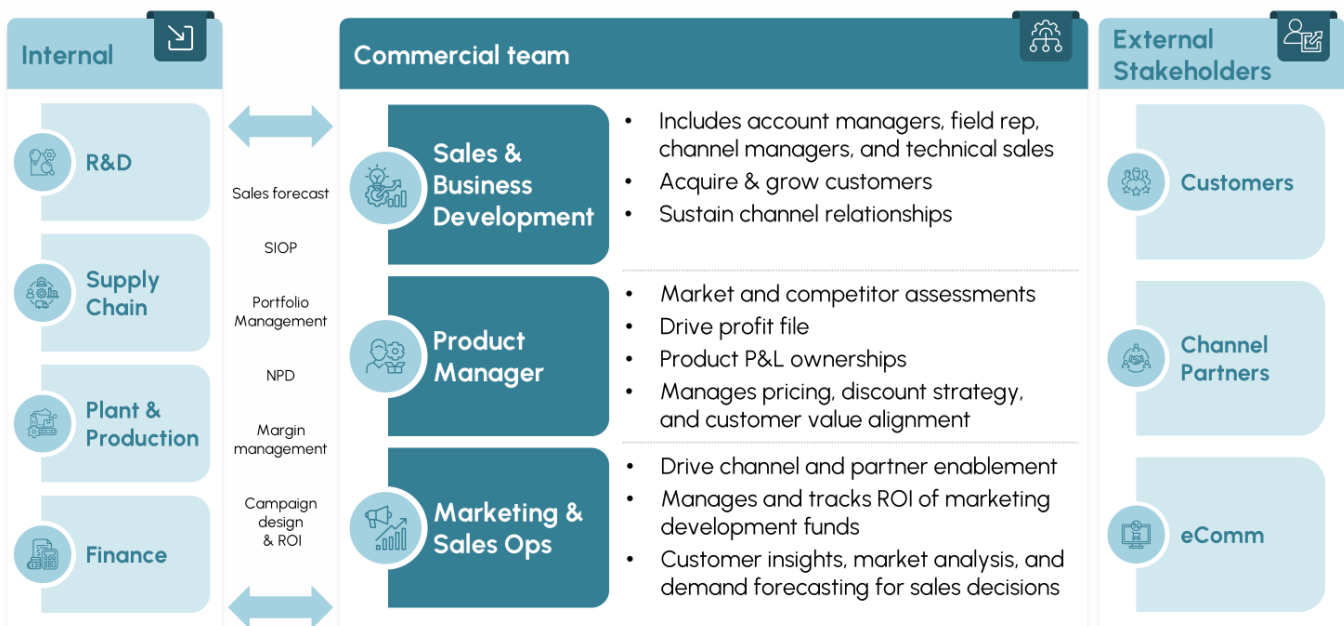 Internal
R&D
Supply
Chain
Plant &
Production
Finance
Sales forecast
SIOP
Portfolio
Management
NPD
Margin
management
Campaign
design
& ROI
Commercial team
Sales &
Business
Development
• Includes account managers, field rep,
channel managers, and technical sales
• Acquire & grow customers
• Sustain channel relationships
Product
Manager
• Market and competitor assessments
• Drive profit file
• Product P&L ownerships
• Manages pricing, discount strategy,
and customer value alignment
Marketing &
Sales Ops
• Drive channel and partner enablement
• Manages and tracks ROI of marketing
development funds
• Customer insights, market analysis, and
demand forecasting for sales decisions
External
Stakeholders
Customers
Channel
Partners
eComm